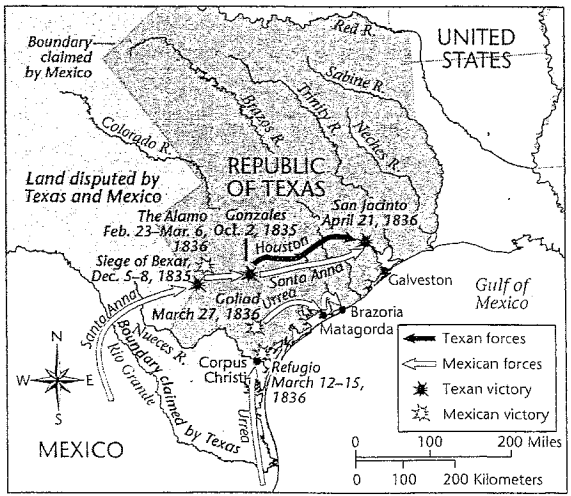 Boundary
claimed
by Mexico
Red R.
UNITED
STATES
Sabine R.
Trinity R.
Neches R.
Brazos R.
Colorado R.
REPUBLIC
OF TEXAS
Land disputed by
Texas and Mexico
San Jacinto
April 21, 1836
The Alamo
Feb. 23–Mar. 6,
1836
Gonzales
Oct. 2, 1835
Siege of Bexar,
Dec. 5–8, 1835
Houston
Santa Anna
Galveston
Gulf of
Mexico
Goliad
March 27, 1836
Urrea
Brazoria
Matagorda
Santa Anna
Nueces R.
Rio Grande
Boundary claimed by Texas
Corpus
Christi
Refugio
March 12–15,
1836
Urrea
N
W
E
S
MEXICO
Texan forces
Mexican forces
Texan victory
Mexican victory
0 100 200 Miles
0 100 200 Kilometers